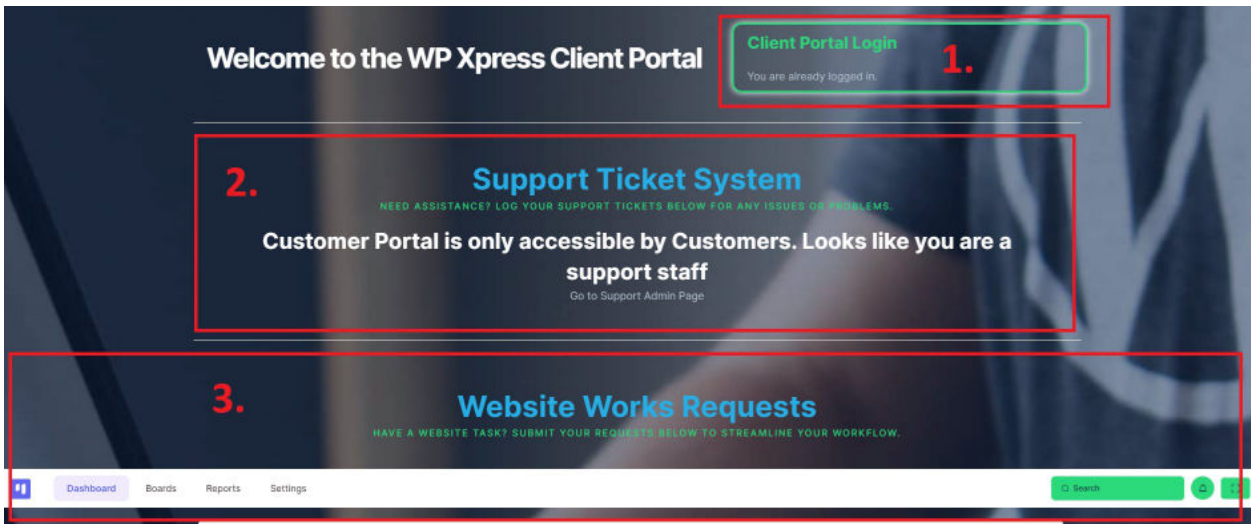 Welcome to the WP Xpress Client Portal
Client Portal Login
You are already logged in.
1.
2.
Support Ticket System
NEED ASSISTANCE? LOG YOUR SUPPORT TICKETS BELOW FOR ANY ISSUES OR PROBLEMS.
Customer Portal is only accessible by Customers. Looks like you are a
support staff
Go to Support Admin Page
3.
Website Works Requests
HAVE A WEBSITE TASK? SUBMIT YOUR REQUESTS BELOW TO STREAMLINE YOUR WORKFLOW.
Dashboard Boards Reports Settings Search